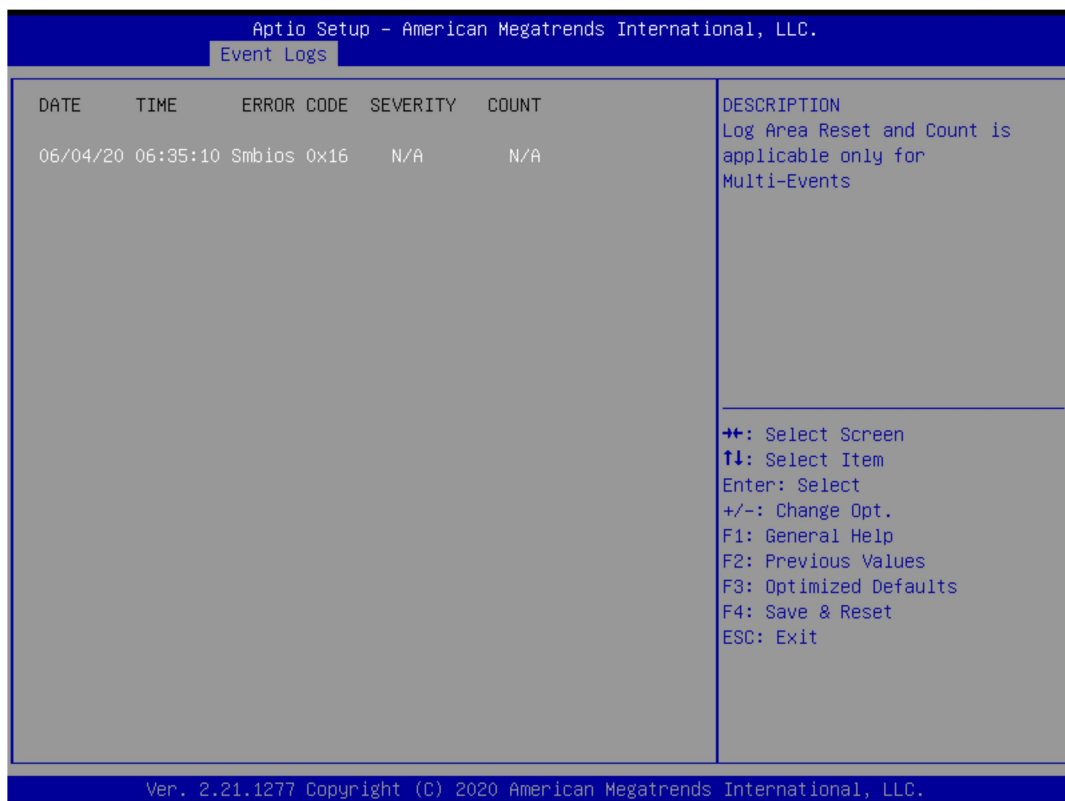 Aptio Setup – American Megatrends International, LLC.
Event Logs
DATE TIME ERROR CODE SEVERITY COUNT
06/04/20 06:35:10 Smbios 0x16 N/A N/A
DESCRIPTION
Log Area Reset and Count is
applicable only for
Multi-Events
→←: Select Screen
↑↓: Select Item
Enter: Select
+/-: Change Opt.
F1: General Help
F2: Previous Values
F3: Optimized Defaults
F4: Save & Reset
ESC: Exit
Ver. 2.21.1277 Copyright (C) 2020 American Megatrends International, LLC.